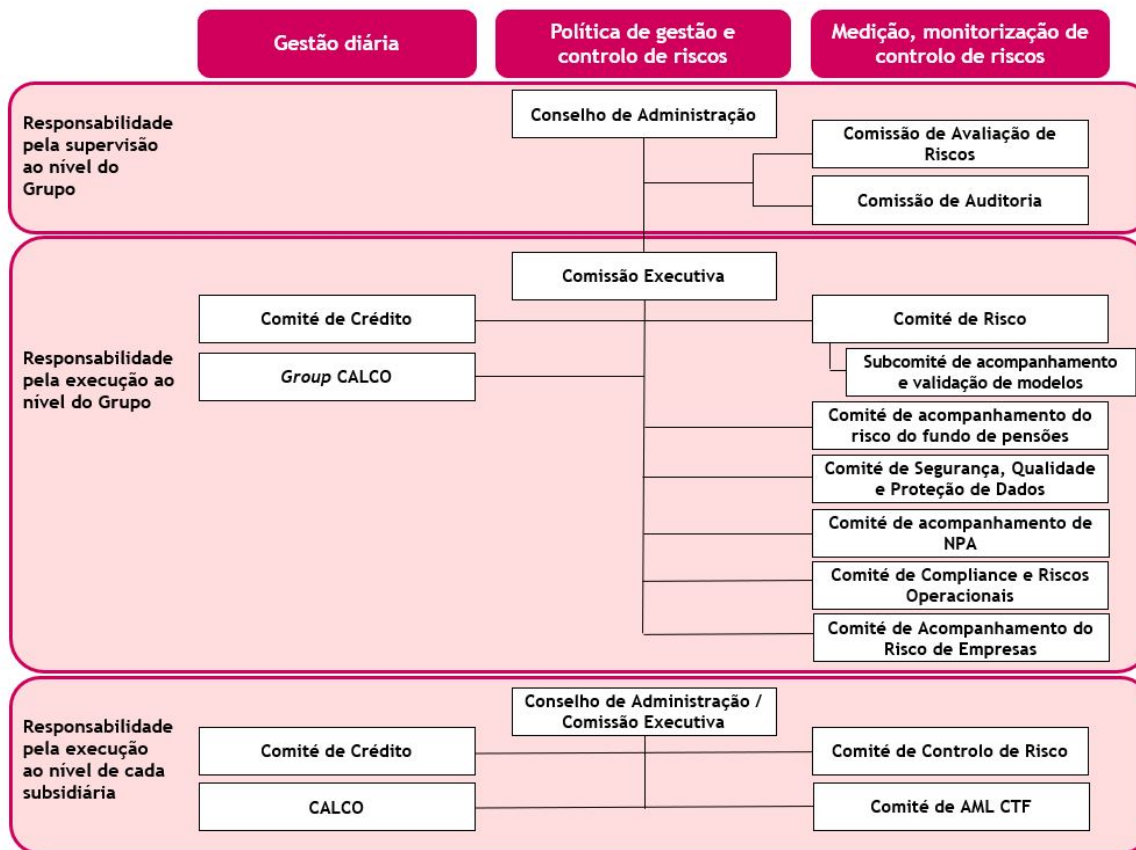 Gestão diária
Política de gestão e
controlo de riscos
Medição, monitorização de
controlo de riscos
Responsabilidade
pela supervisão
ao nível do
Grupo
Conselho de Administração
Comissão de Avaliação de
Riscos
Comissão de Auditoria
Responsabilidade
pela execução ao
nível do Grupo
Comissão Executiva
Comité de Crédito
Group CALCO
Comité de Risco
Subcomité de acompanhamento
e validação de modelos
Comité de acompanhamento do
risco do fundo de pensões
Comité de Segurança, Qualidade
e Proteção de Dados
Comité de acompanhamento de
NPA
Comité de Compliance e Riscos
Operacionais
Comité de Acompanhamento do
Risco de Empresas
Responsabilidade
pela execução
ao nível de cada
subsidiária
Conselho de Administração /
Comissão Executiva
Comité de Crédito
CALCO
Comité de Controlo de Risco
Comité de AML CTF